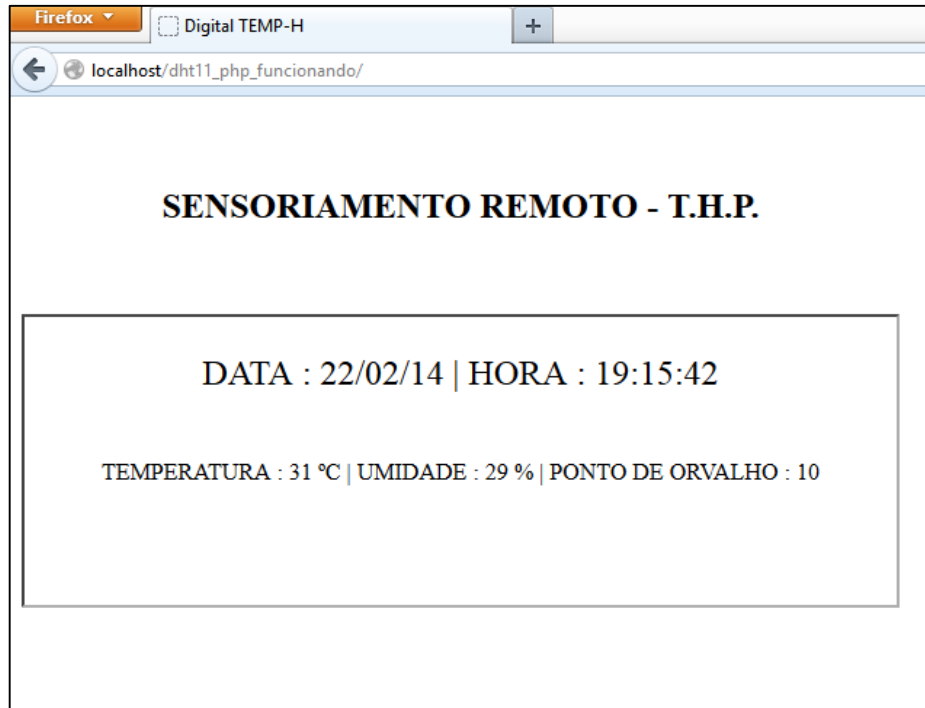 Firefox
Digital TEMP-H
localhost/dht11_php_funcionando/
SENSORIAMENTO REMOTO - T.H.P.
DATA : 22/02/14 | HORA : 19:15:42
TEMPERATURA : 31 ºC | UMIDADE : 29 % | PONTO DE ORVALHO : 10